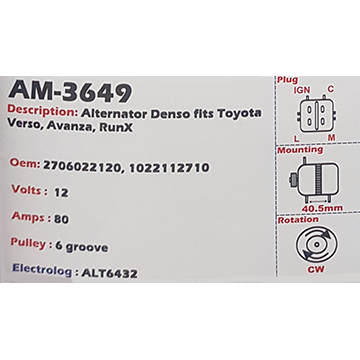 AM-3649
Description: Alternator Denso fits Toyota
Verso, Avanza, RunX
Oem: 2706022120, 1022112710
Volts : 12
Amps : 80
Pulley : 6 groove
Electrolog : ALT6432
Plug
IGN C
L M
Mounting
40.5mm
Rotation
CW